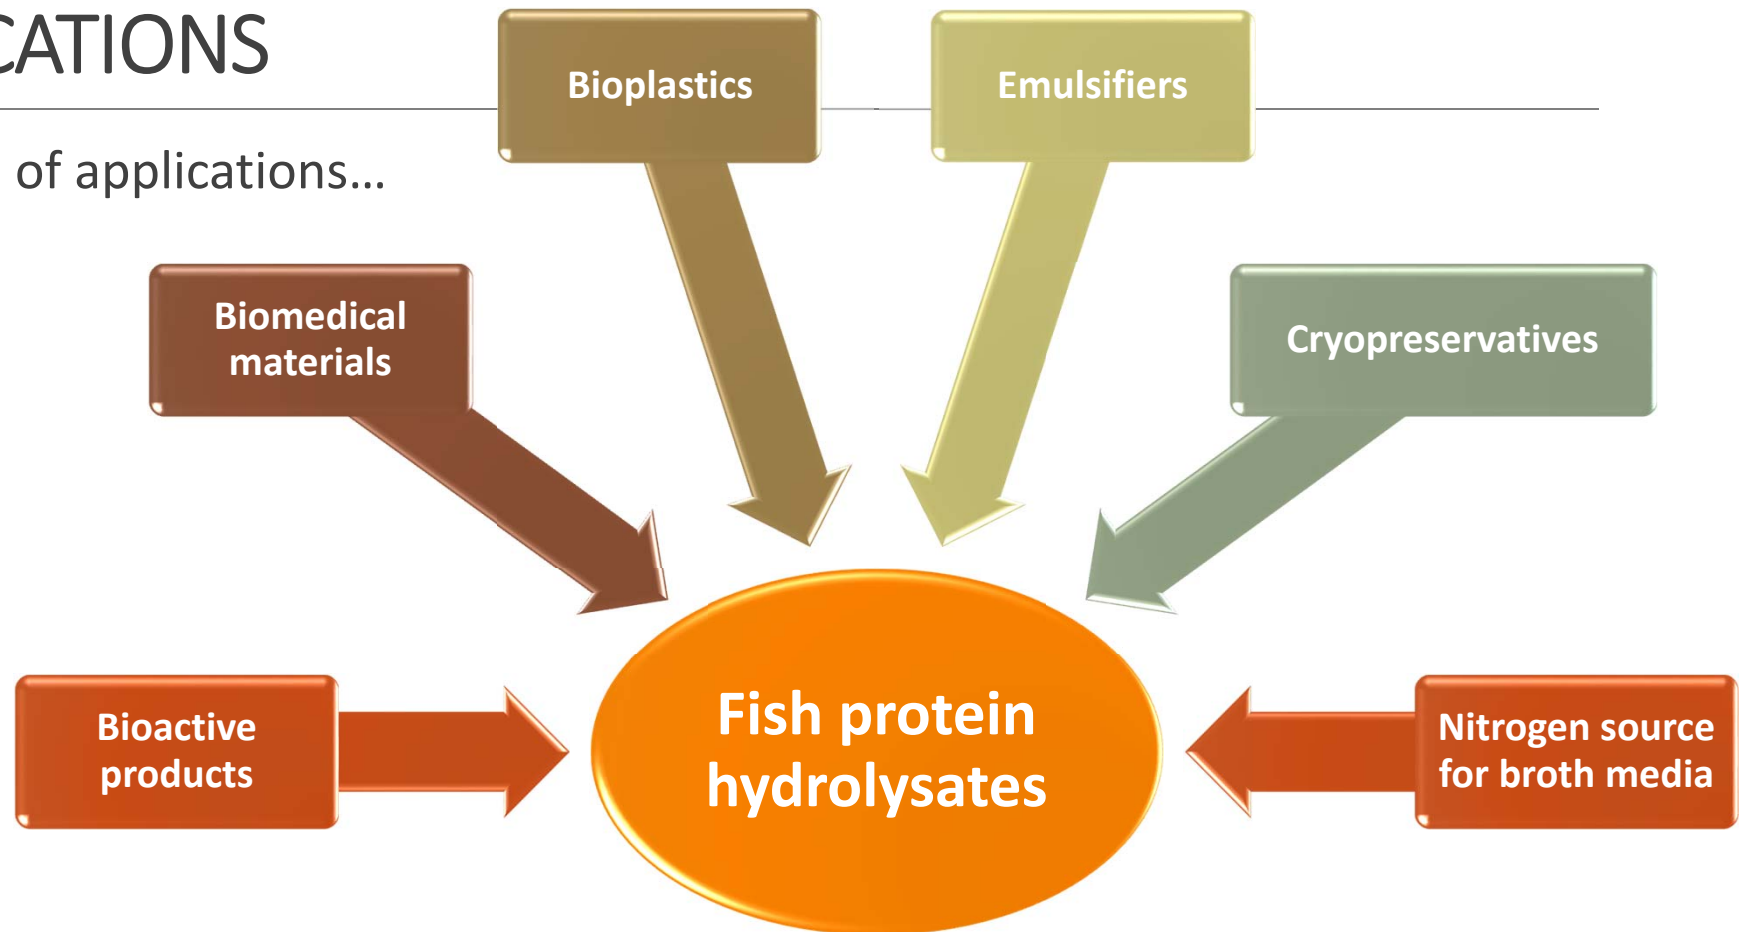 CATIONS
of applications...
Bioplastics
Emulsifiers
Biomedical
materials
Cryopreservatives
Bioactive
products
Fish protein
hydrolysates
Nitrogen source
for broth media